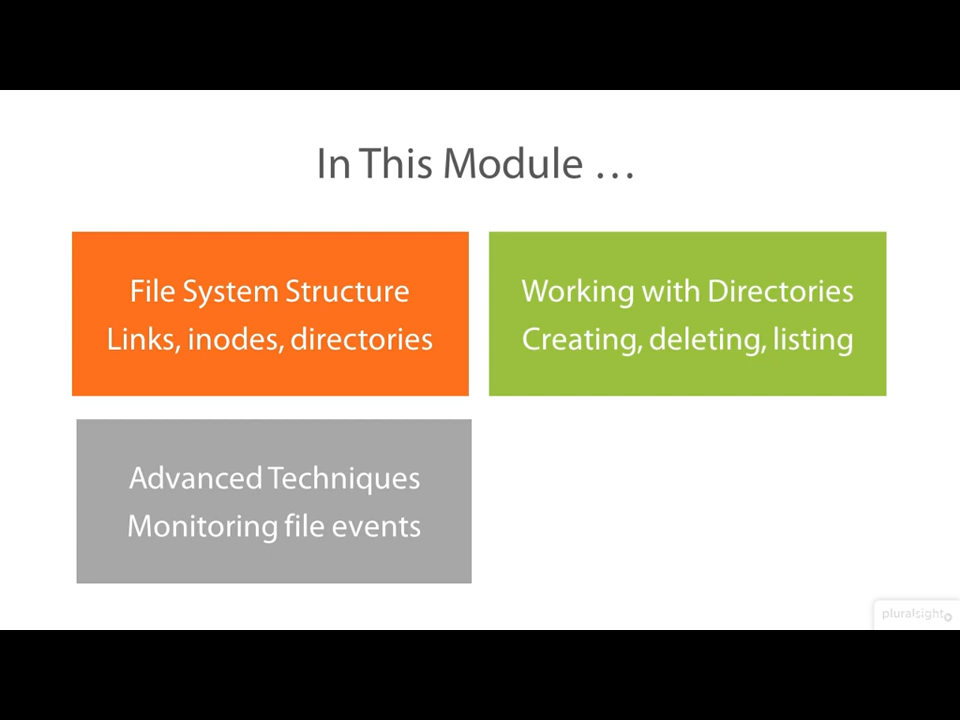 In This Module …
File System Structure
Links, inodes, directories
Working with Directories
Creating, deleting, listing
Advanced Techniques
Monitoring file events
pluralsight